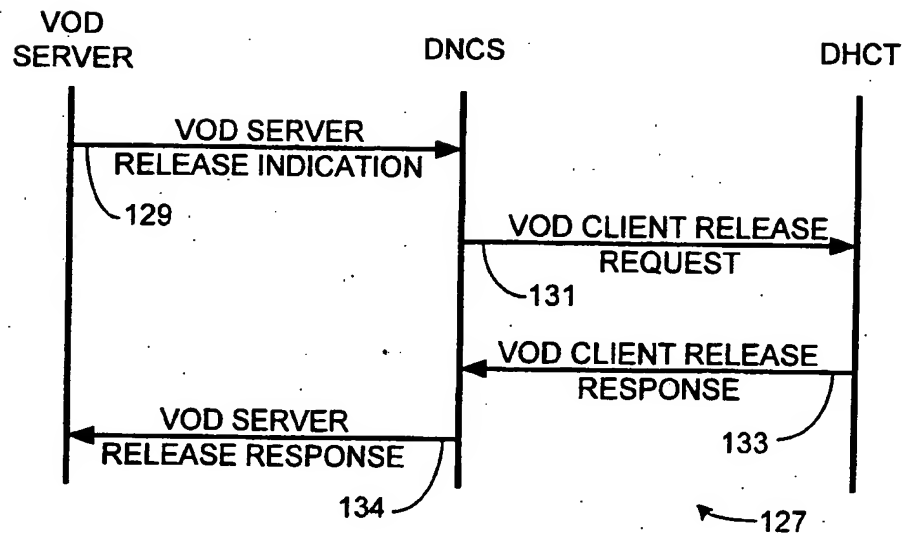 VOD
SERVER
DNCS
DHCT
VOD SERVER
RELEASE INDICATION
129
VOD CLIENT RELEASE
REQUEST
131
VOD CLIENT RELEASE
RESPONSE
133
VOD SERVER
RELEASE RESPONSE
134
127